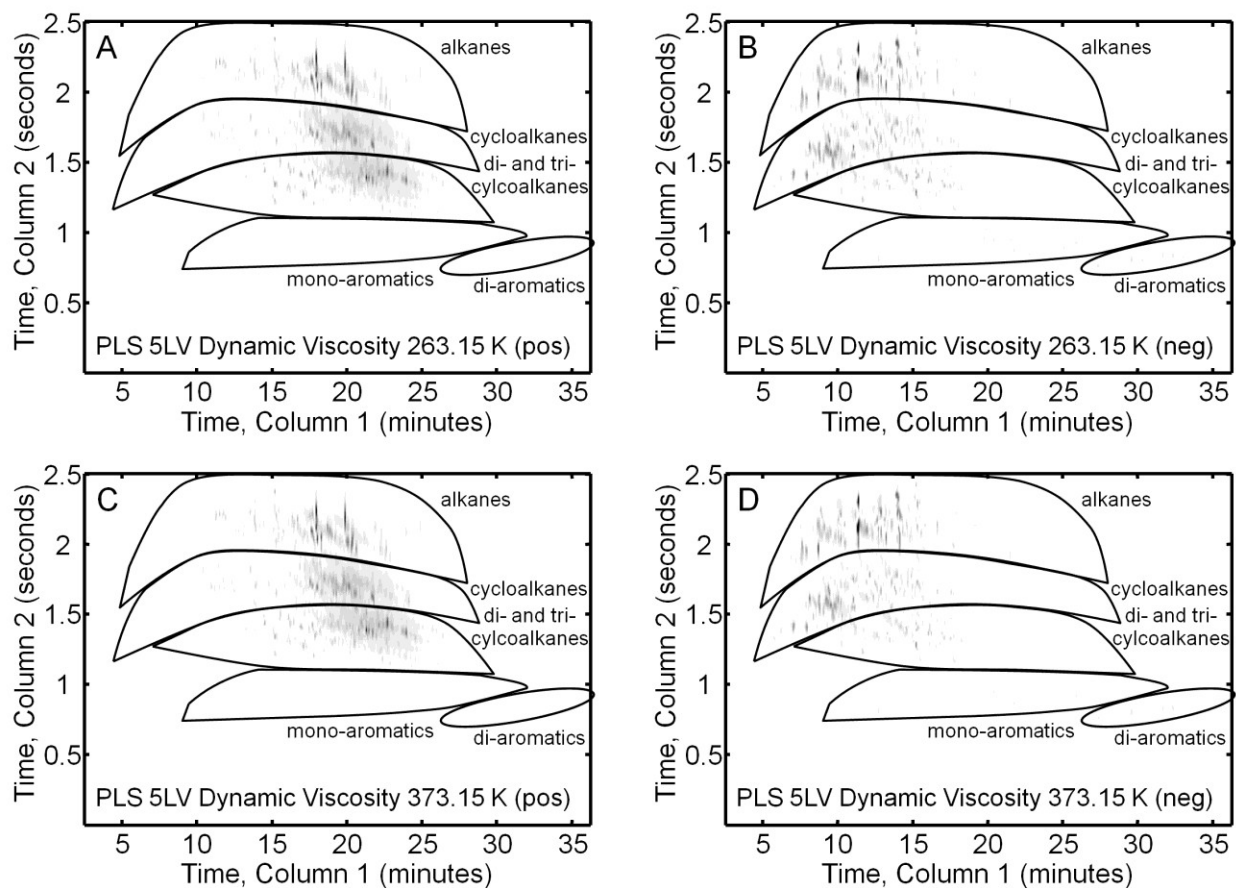 A
Time, Column 2 (seconds)
2.5
2
1.5
1
0.5
alkanes
cycloalkanes
di- and tri-
cylcoalkanes
mono-aromatics
di-aromatics
PLS 5LV Dynamic Viscosity 263.15 K (pos)
5 10 15 20 25 30 35
Time, Column 1 (minutes)
B
Time, Column 2 (seconds)
2.5
2
1.5
1
0.5
alkanes
cycloalkanes
di- and tri-
cylcoalkanes
mono-aromatics
di-aromatics
PLS 5LV Dynamic Viscosity 263.15 K (neg)
5 10 15 20 25 30 35
Time, Column 1 (minutes)
C
Time, Column 2 (seconds)
2.5
2
1.5
1
0.5
alkanes
cycloalkanes
di- and tri-
cylcoalkanes
mono-aromatics
di-aromatics
PLS 5LV Dynamic Viscosity 373.15 K (pos)
5 10 15 20 25 30 35
Time, Column 1 (minutes)
D
Time, Column 2 (seconds)
2.5
2
1.5
1
0.5
alkanes
cycloalkanes
di- and tri-
cylcoalkanes
mono-aromatics
di-aromatics
PLS 5LV Dynamic Viscosity 373.15 K (neg)
5 10 15 20 25 30 35
Time, Column 1 (minutes)